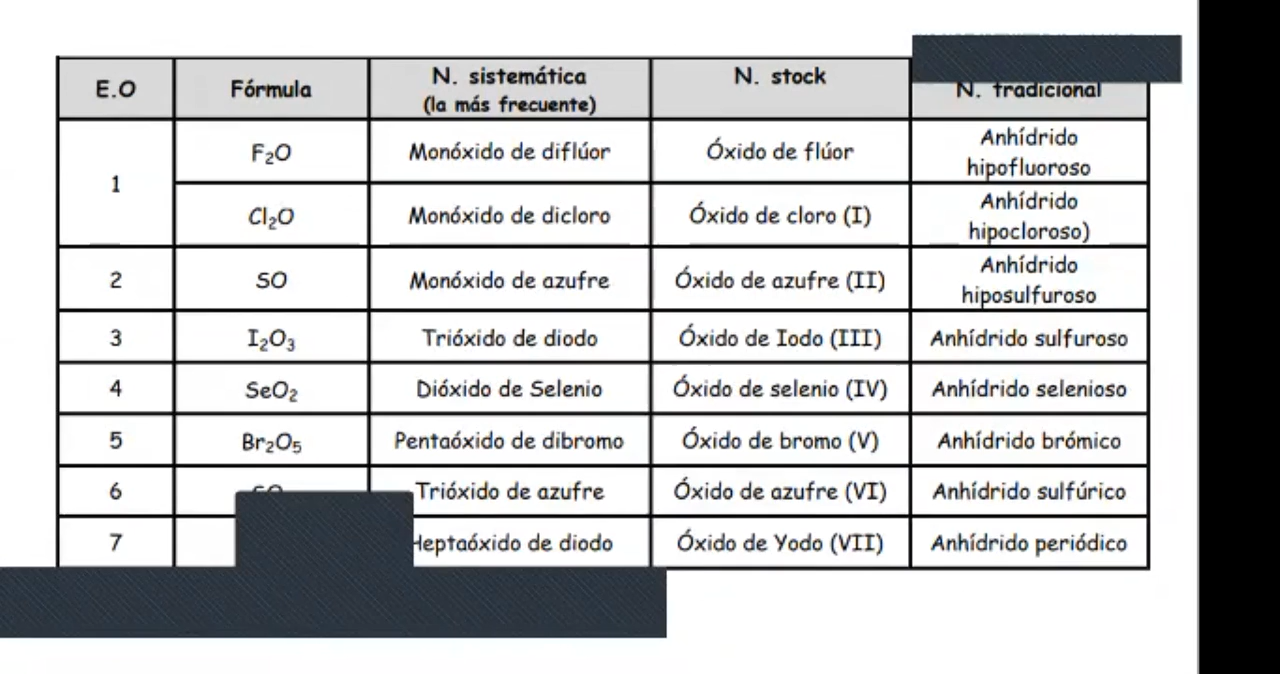 E.O Fórmula N. sistemática (la más frecuente) N. stock N. tradicional
1 F₂O Monóxido de diflúor Óxido de flúor Anhídrido hipofluoroso
Cl₂O Monóxido de dicloro Óxido de cloro (I) Anhídrido hipocloroso)
2 SO Monóxido de azufre Óxido de azufre (II) Anhídrido hiposulfuroso
3 I₂O₃ Trióxido de diodo Óxido de Iodo (III) Anhídrido sulfuroso
4 SeO₂ Dióxido de Selenio Óxido de selenio (IV) Anhídrido selenioso
5 Br₂O₅ Pentaóxido de dibromo Óxido de bromo (V) Anhídrido brómico
6 Trióxido de azufre Óxido de azufre (VI) Anhídrido sulfúrico
7 Heptaóxido de diodo Óxido de Yodo (VII) Anhídrido periódico